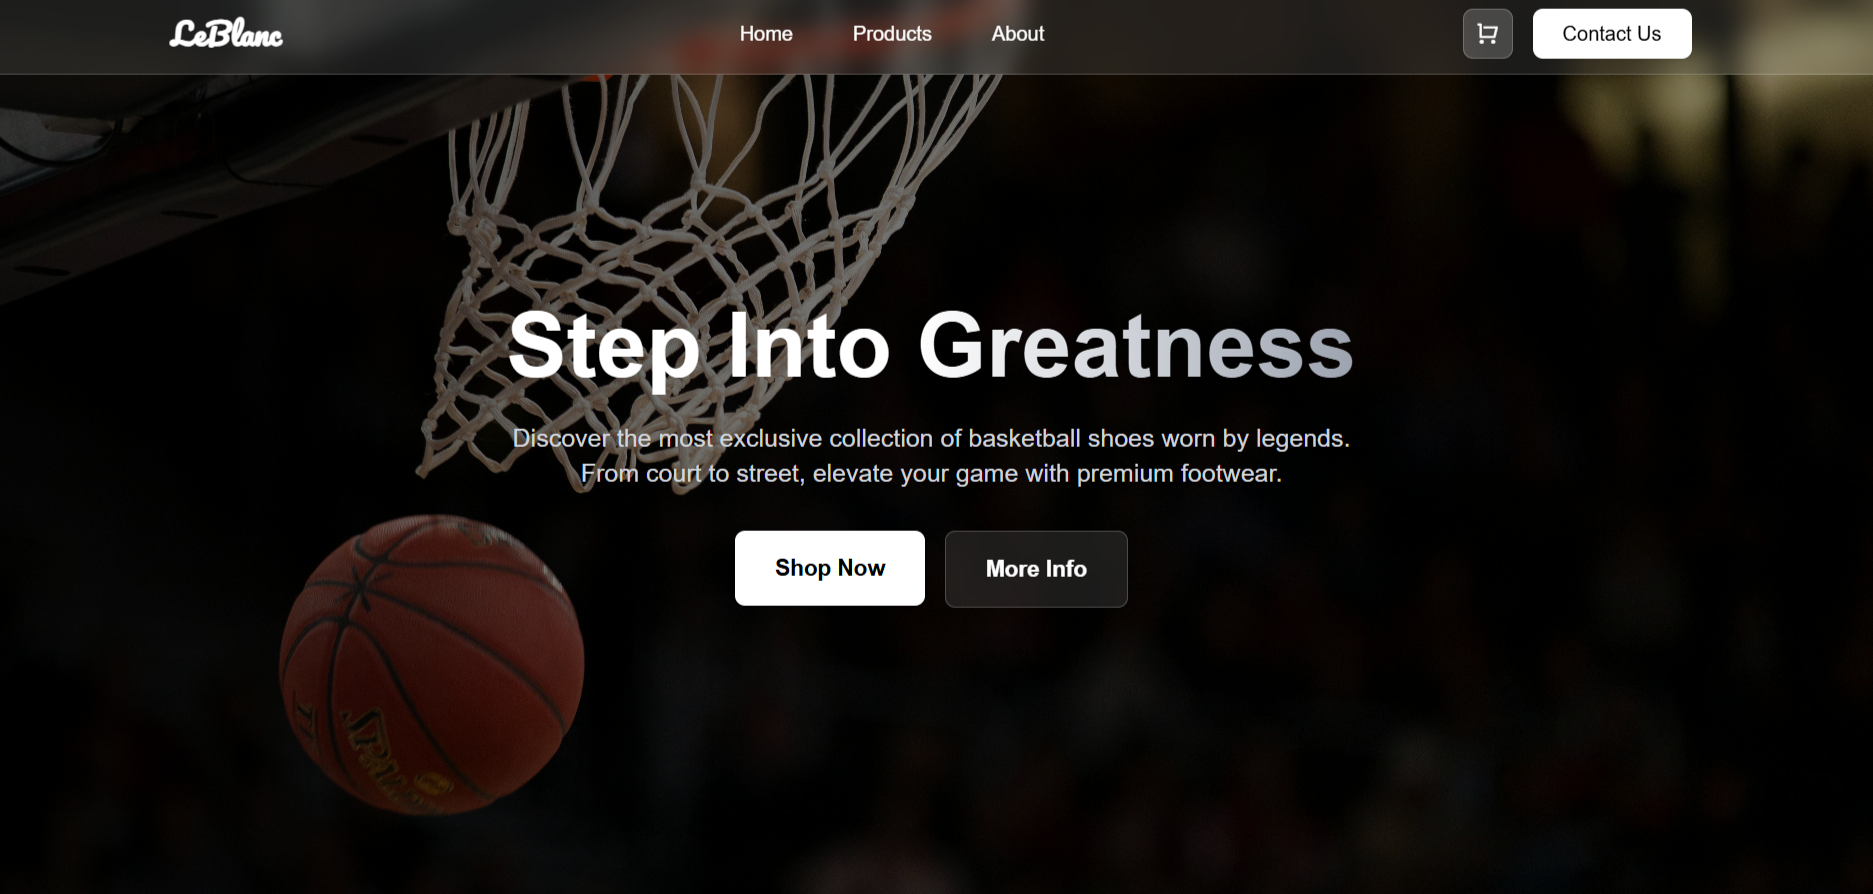 LeBlanc
Home
Products
About
Contact Us
Step Into Greatness
Discover the most exclusive collection of basketball shoes worn by legends.
From court to street, elevate your game with premium footwear.
Shop Now
More Info